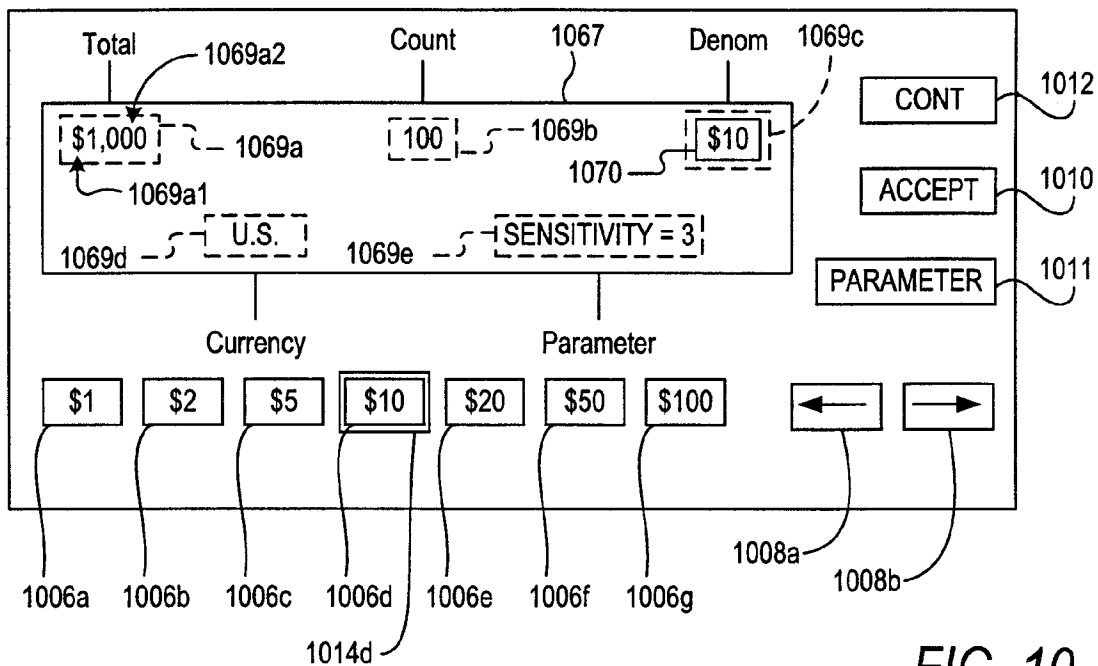 Total 1069a2 Count 1067 Denom 1069c
CONT 1012
$1,000 1069a 100 1069b $10
1070
1069a1
ACCEPT 1010
1069d U.S. 1069e SENSITIVITY = 3
PARAMETER 1011
Currency Parameter
$1 $2 $5 $10 $20 $50 $100
1008a 1008b
1006a 1006b 1006c 1006d 1006e 1006f 1006g
1014d
FIG. 10